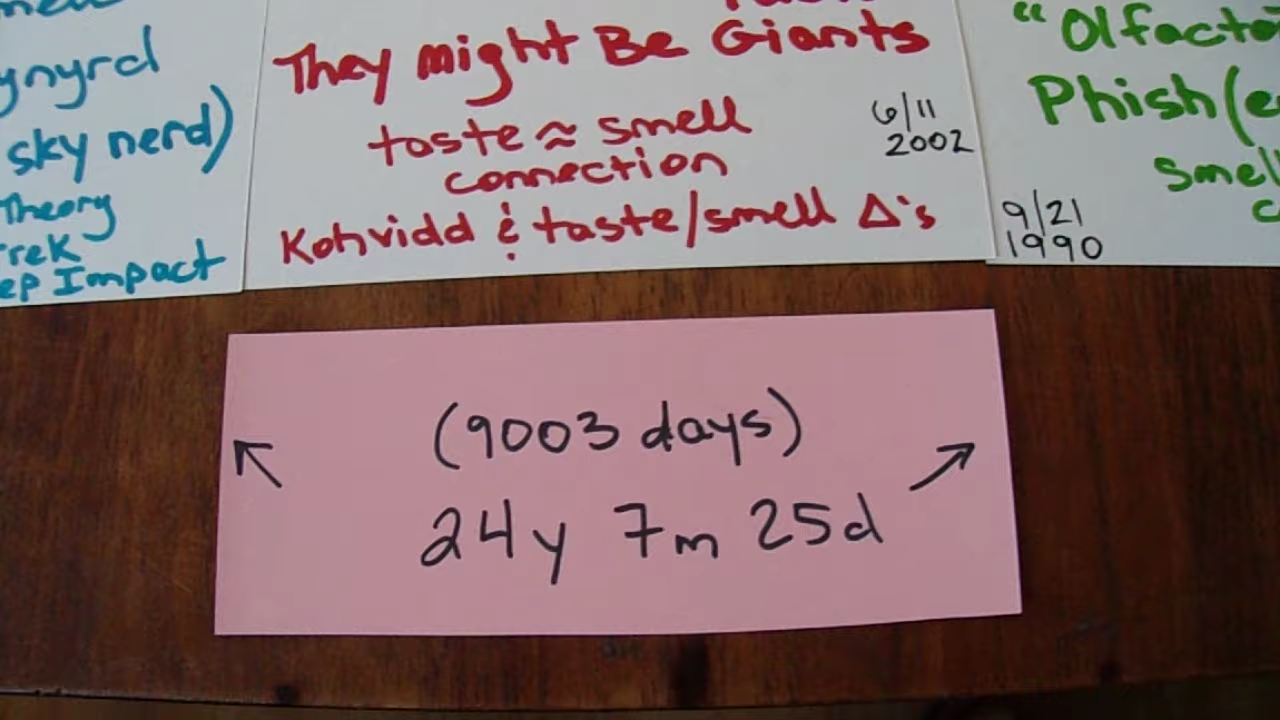 ynyrd
sky nerd)
Theory
rek
ep Impact
They might Be Giants
taste ≈ smell
connection
Kohvidd & taste/smell Δ's
6/11
2002
"Olfacto
Phish (e
Smell
c
9/21
1990
(9003 days)
24y 7m 25d